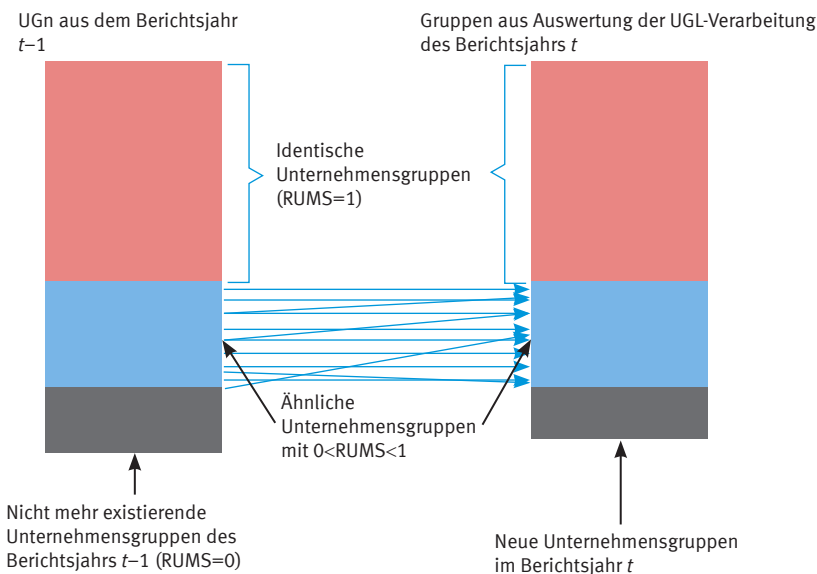 UGn aus dem Berichtsjahr
t–1
Gruppen aus Auswertung der UGL-Verarbeitung
des Berichtsjahrs t
Identische
Unternehmensgruppen
(RUMS=1)
Ähnliche
Unternehmensgruppen
mit 0<RUMS<1
Nicht mehr existierende
Unternehmensgruppen des
Berichtsjahrs t–1 (RUMS=0)
Neue Unternehmensgruppen
im Berichtsjahr t